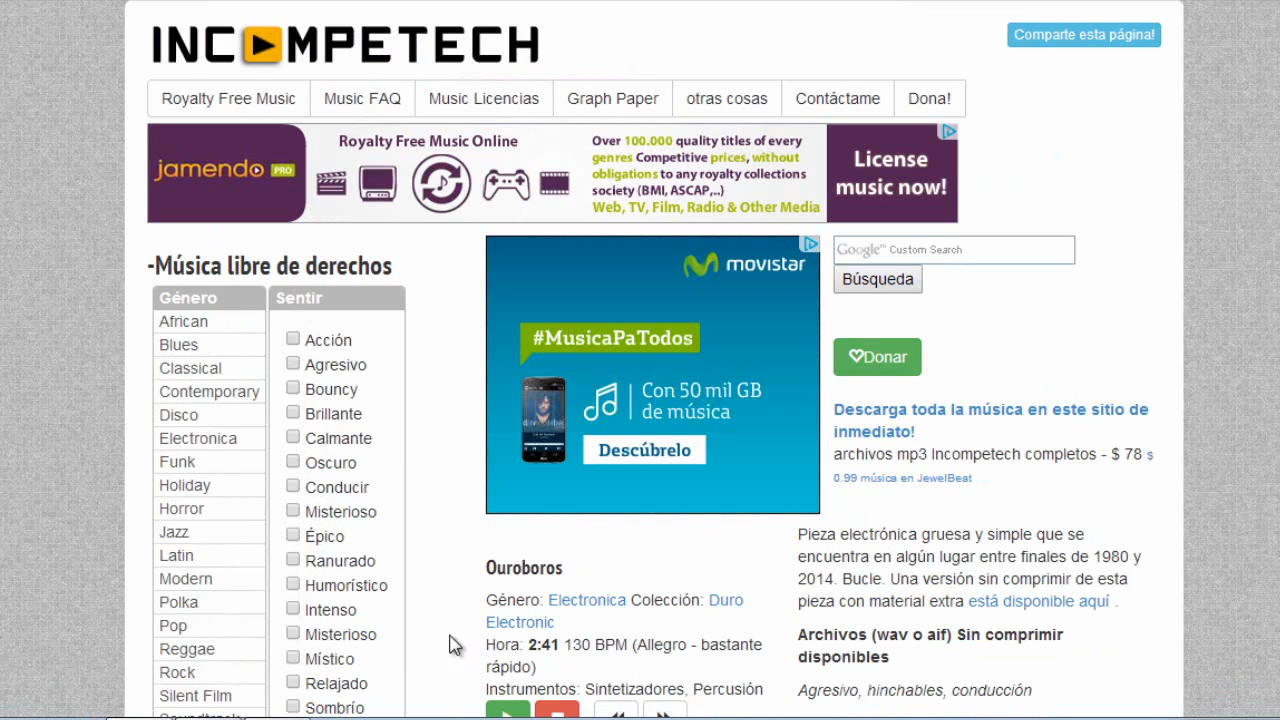 INCOMPETECH
Comparte esta página!
Royalty Free Music
Music FAQ
Music Licencias
Graph Paper
otras cosas
Contáctame
Dona!
jamendo PRO
Royalty Free Music Online
Over 100.000 quality titles of every
genres Competitive prices, without
obligations to any royalty collections
society (BMI, ASCAP,..)
Web, TV, Film, Radio & Other Media
License
music now!
-Música libre de derechos
Género
African
Blues
Classical
Contemporary
Disco
Electronica
Funk
Holiday
Horror
Jazz
Latin
Modern
Polka
Pop
Reggae
Rock
Silent Film
Sentir
Acción
Agresivo
Bouncy
Brillante
Calmante
Oscuro
Conducir
Misterioso
Épico
Ranurado
Humorístico
Intenso
Misterioso
Místico
Relajado
Sombrío
movistar
#MusicaPaTodos
Con 50 mil GB
de música
Descúbrelo
Google™ Custom Search
Búsqueda
Donar
Descarga toda la música en este sitio de
inmediato!
archivos mp3 Incompetech completos - $ 78 s
0.99 música en JewelBeat
Ouroboros
Género: Electronica Colección: Duro
Electronic
Hora: 2:41 130 BPM (Allegro - bastante
rápido)
Instrumentos: Sintetizadores, Percusión
Pieza electrónica gruesa y simple que se
encuentra en algún lugar entre finales de 1980 y
2014. Bucle. Una versión sin comprimir de esta
pieza con material extra está disponible aquí .
Archivos (wav o aif) Sin comprimir
disponibles
Agresivo, hinchables, conducción